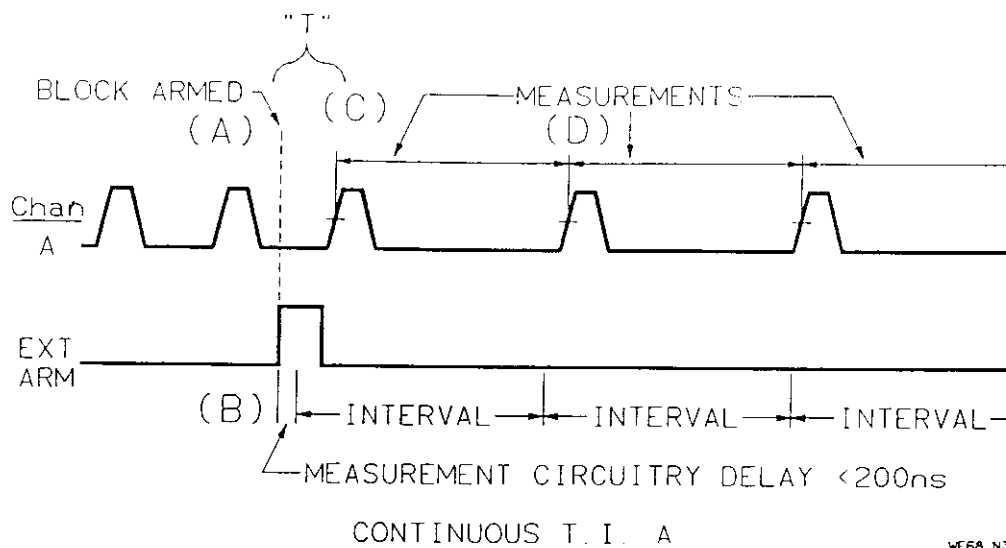 "T"
BLOCK ARMED
(A)
(C)
MEASUREMENTS
(D)
Chan
A
EXT
ARM
(B)
INTERVAL
INTERVAL
INTERVAL
MEASUREMENT CIRCUITRY DELAY <200ns
CONTINUOUS T.I. A